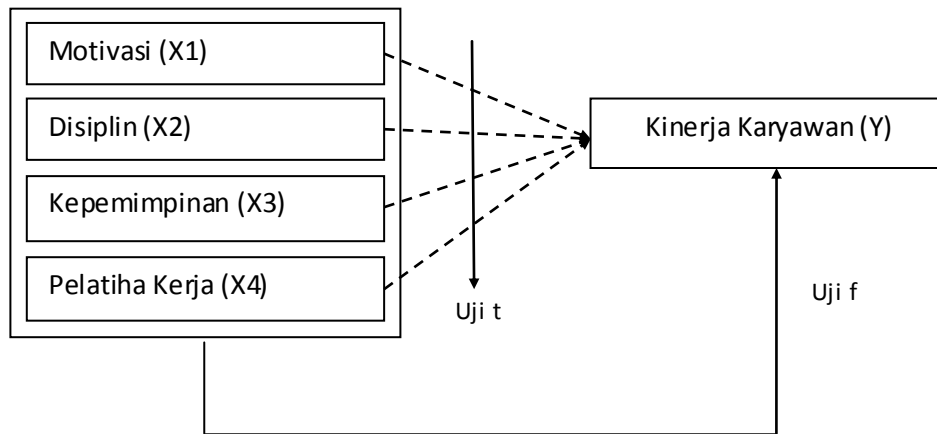 Motivasi (X1)
Disiplin (X2)
Kinerja Karyawan (Y)
Kepemimpinan (X3)
Pelatiha Kerja (X4)
Uji t
Uji f